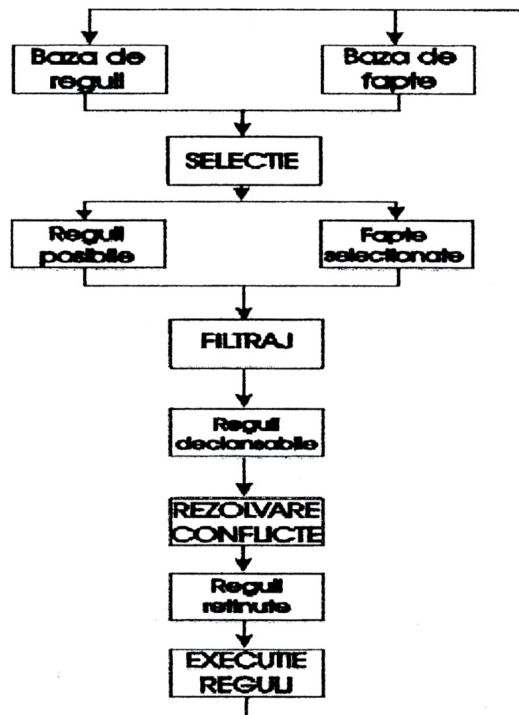 Baza de
reguli
Baza de
fapte
SELECTIE
Reguli
posibile
Fapte
selectionate
FILTRAJ
Reguli
declansabile
REZOLVARE
CONFLICTE
Reguli
retinute
EXECUTIE
REGULI